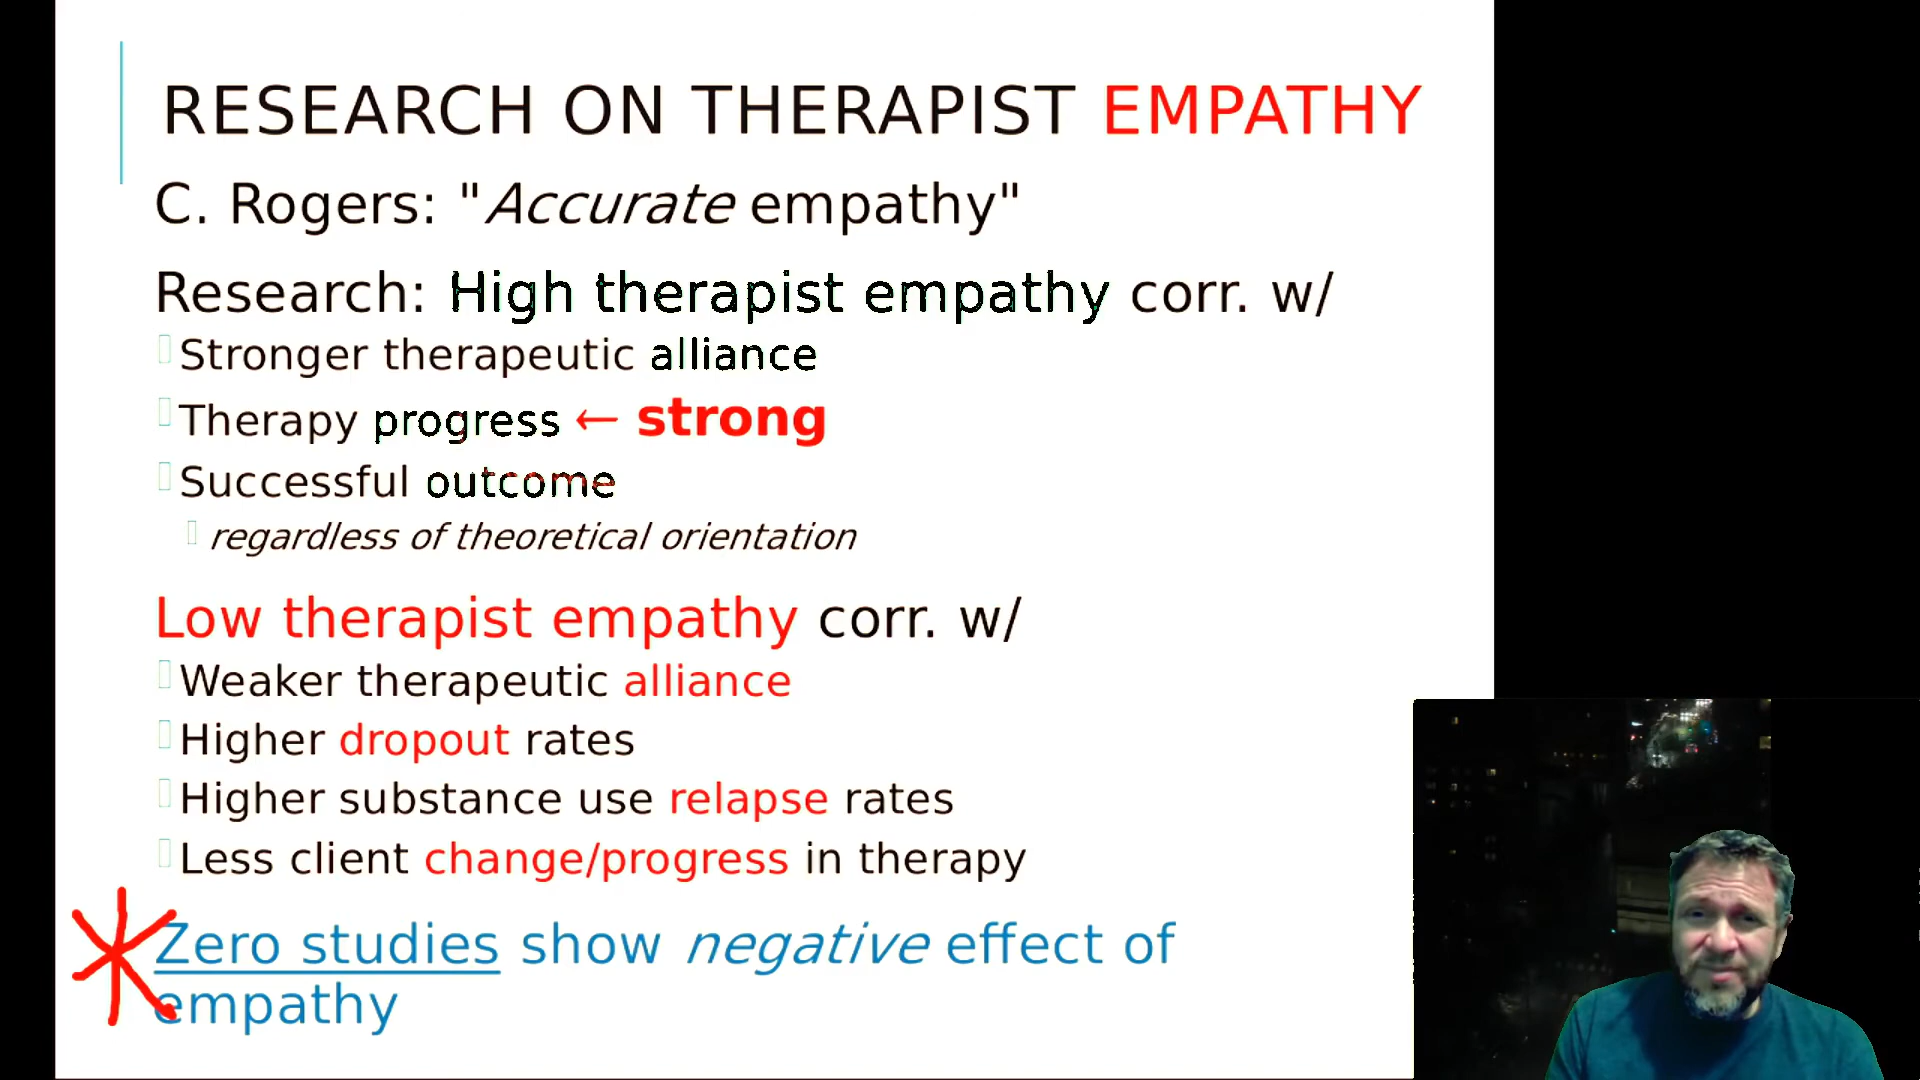 RESEARCH ON THERAPIST EMPATHY
C. Rogers: "Accurate empathy"
Research: High therapist empathy corr. w/
Stronger therapeutic alliance
Therapy progress ← strong
Successful outcome
regardless of theoretical orientation
Low therapist empathy corr. w/
Weaker therapeutic alliance
Higher dropout rates
Higher substance use relapse rates
Less client change/progress in therapy
Zero studies show negative effect of
empathy